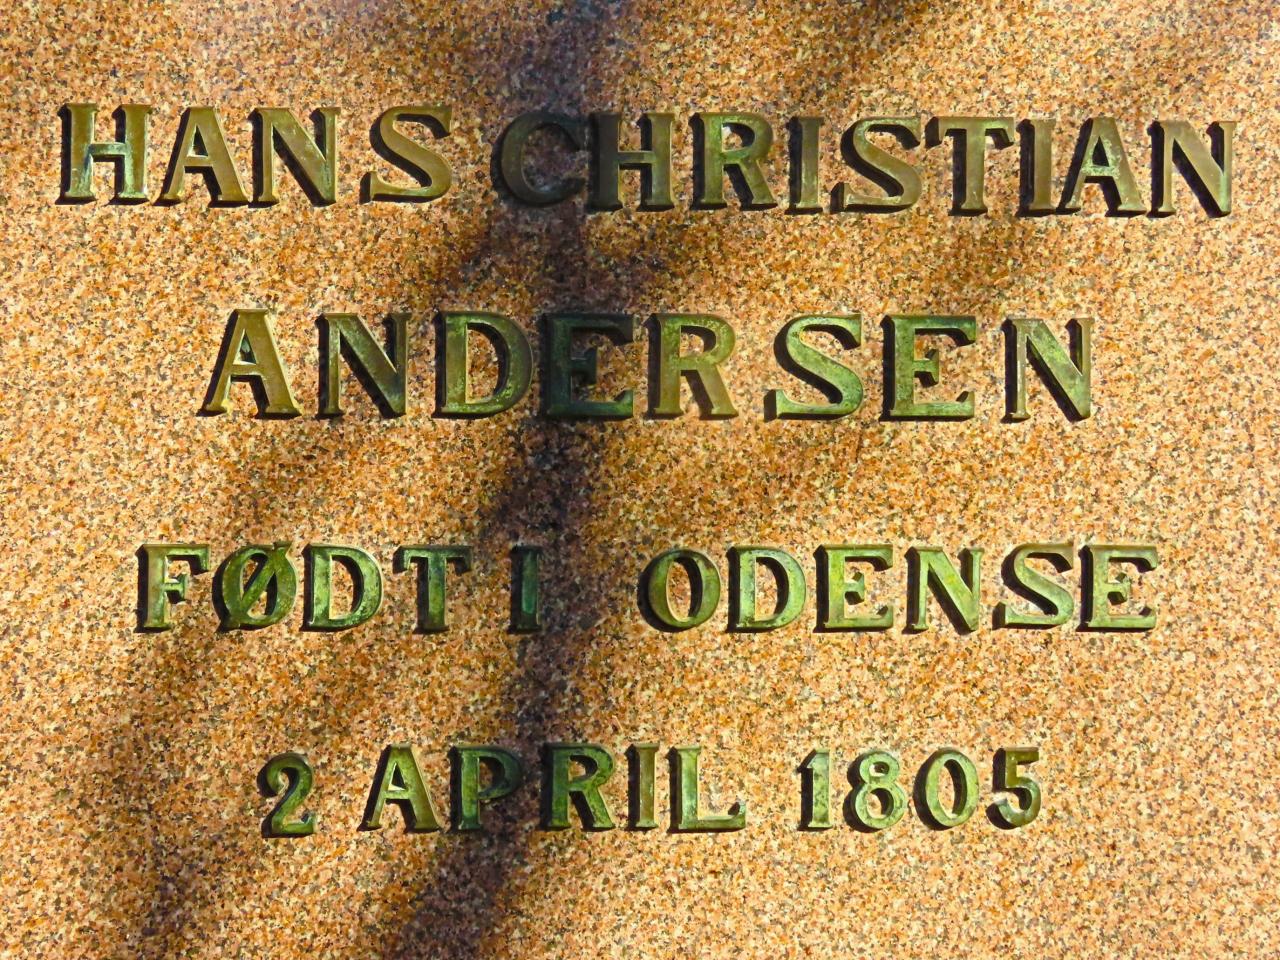 HANS CHRISTIAN
ANDERSEN
FØDT I ODENSE
2 APRIL 1805